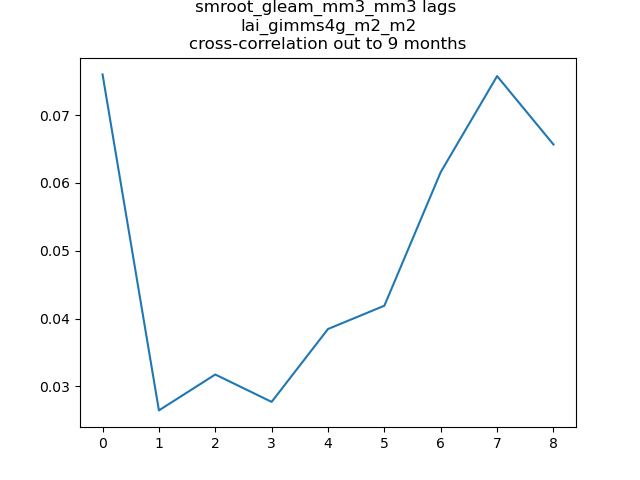 smroot_gleam_mm3_mm3 lags
lai_gimms4g_m2_m2
cross-correlation out to 9 months
0.07
0.06
0.05
0.04
0.03
0 1 2 3 4 5 6 7 8